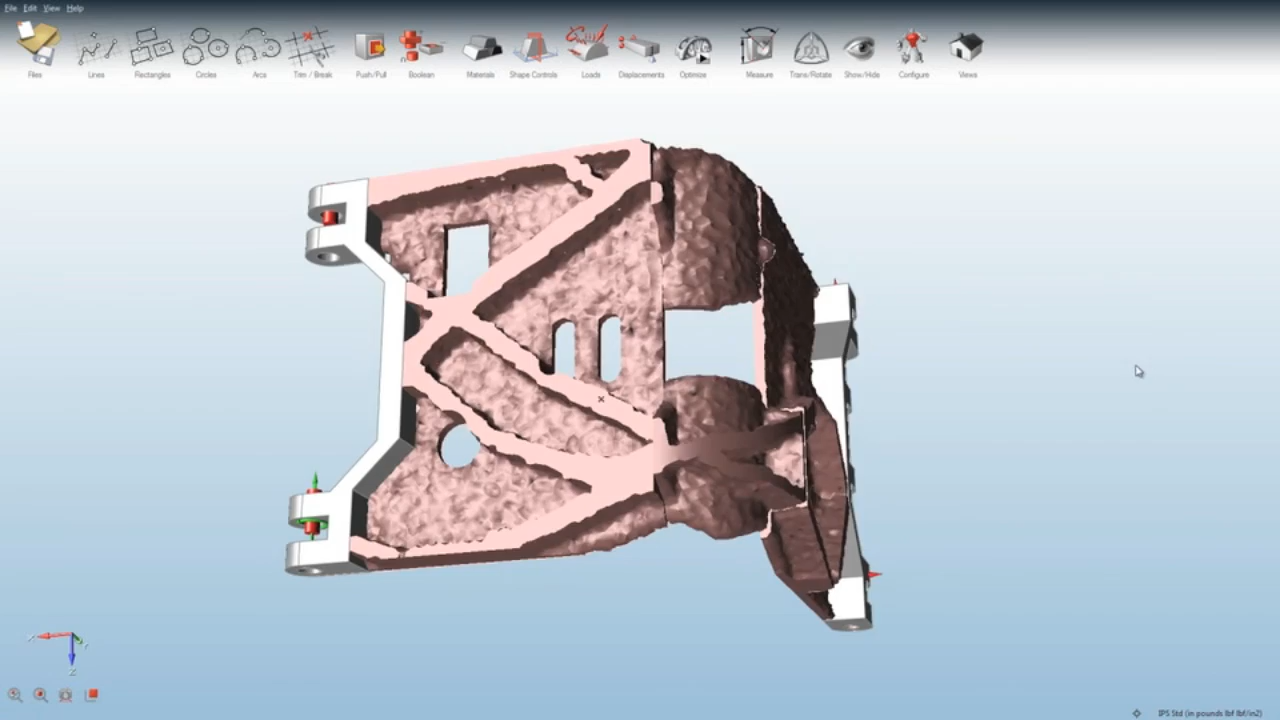 File Edit View Help
Files Lines Rectangles Circles Arcs Trim / Break Push/Pull Boolean Materials Shape Controls Loads Displacements Optimize Measure Trans/Rotate Show/Hide Configure Views
X Y
Z
IPS Std (in pounds lbf lbf/in2)